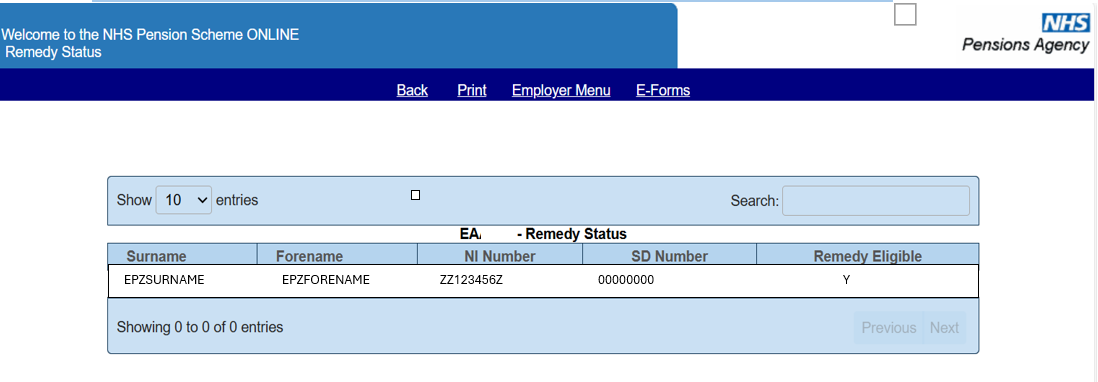 Welcome to the NHS Pension Scheme ONLINE
Remedy Status
NHS
Pensions Agency
Back Print Employer Menu E-Forms
Show 10 entries Search:
EA - Remedy Status
Surname Forename NI Number SD Number Remedy Eligible
EPZSURNAME EPZFORENAME ZZ123456Z 00000000 Y
Showing 0 to 0 of 0 entries Previous Next